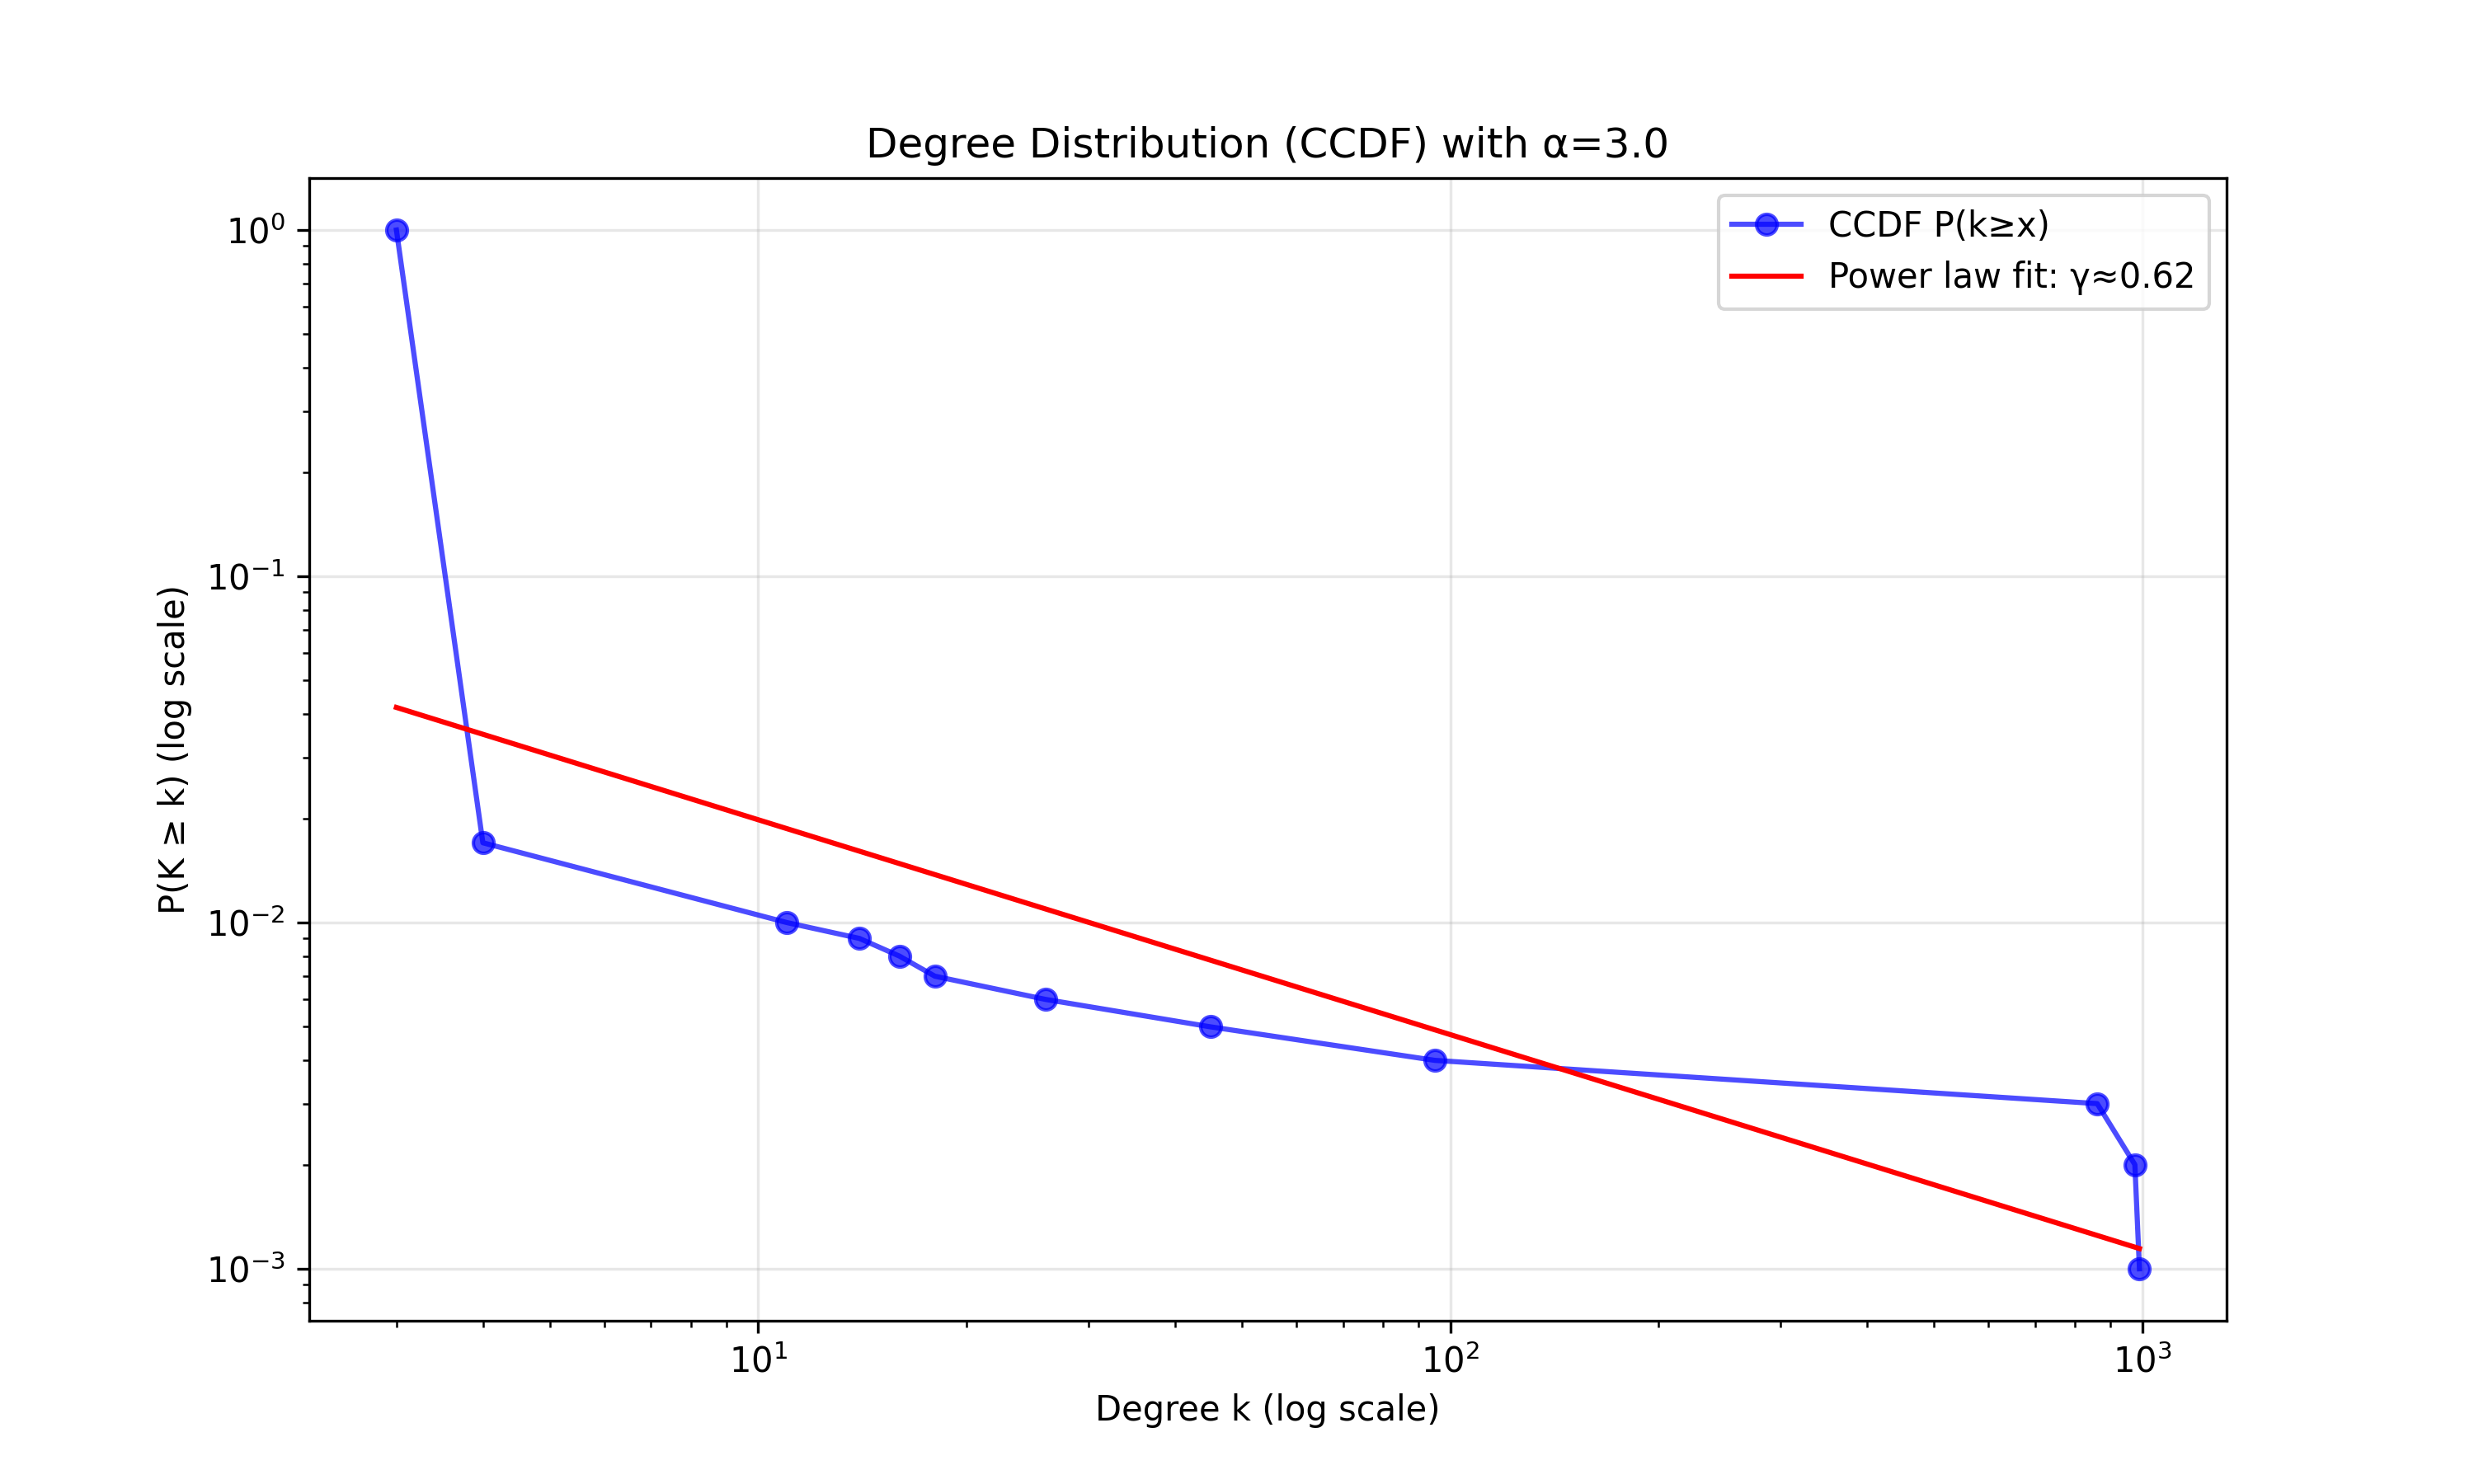 Degree Distribution (CCDF) with α=3.0
CCDF P(k≥x)
Power law fit: γ≈0.62
P(K ≥ k) (log scale)
10⁰
10⁻¹
10⁻²
10⁻³
10¹
10²
10³
Degree k (log scale)